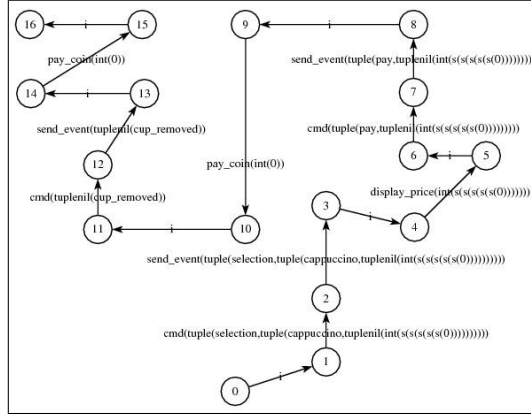 16
i
15
9
i
8
pay_coin(int(0))
send_event(tuple(pay,tuplenil(int(s(s(s(s(s(0)))))))))
14
i
13
7
send_event(tuplenil(cup_removed))
cmd(tuple(pay,tuplenil(int(s(s(s(s(s(0)))))))))
12
pay_coin(int(0))
6
i
5
cmd(tuplenil(cup_removed))
display_price(int(s(s(s(s(s(0)))))))
3
i
4
11
i
10
send_event(tuple(selection,tuple(cappuccino,tuplenil(int(s(s(s(s(s(0))))))))))
2
cmd(tuple(selection,tuple(cappuccino,tuplenil(int(s(s(s(s(s(0))))))))))
1
i
0